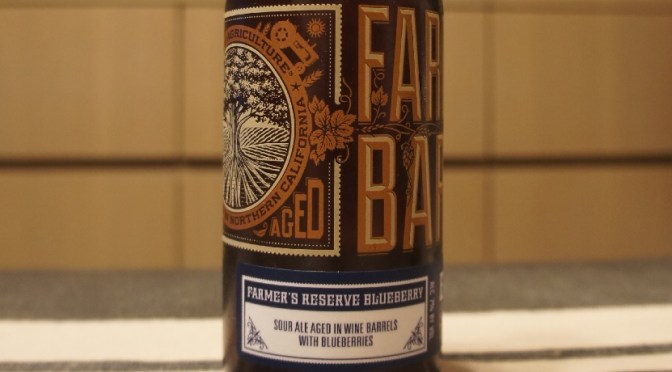 AGRICULTURE
NORTHERN CALIFORNIA
AGED
FAR
BAR
FARMER'S RESERVE BLUEBERRY
SOUR ALE AGED IN WINE BARRELS
WITH BLUEBERRIES